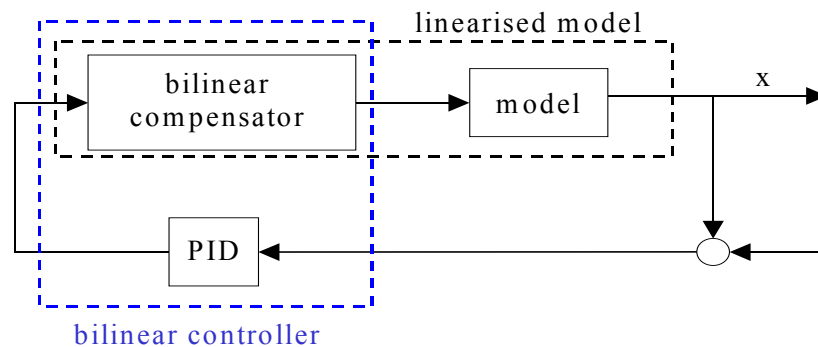 linearised model
bilinear
compensator
model
x
PID
bilinear controller